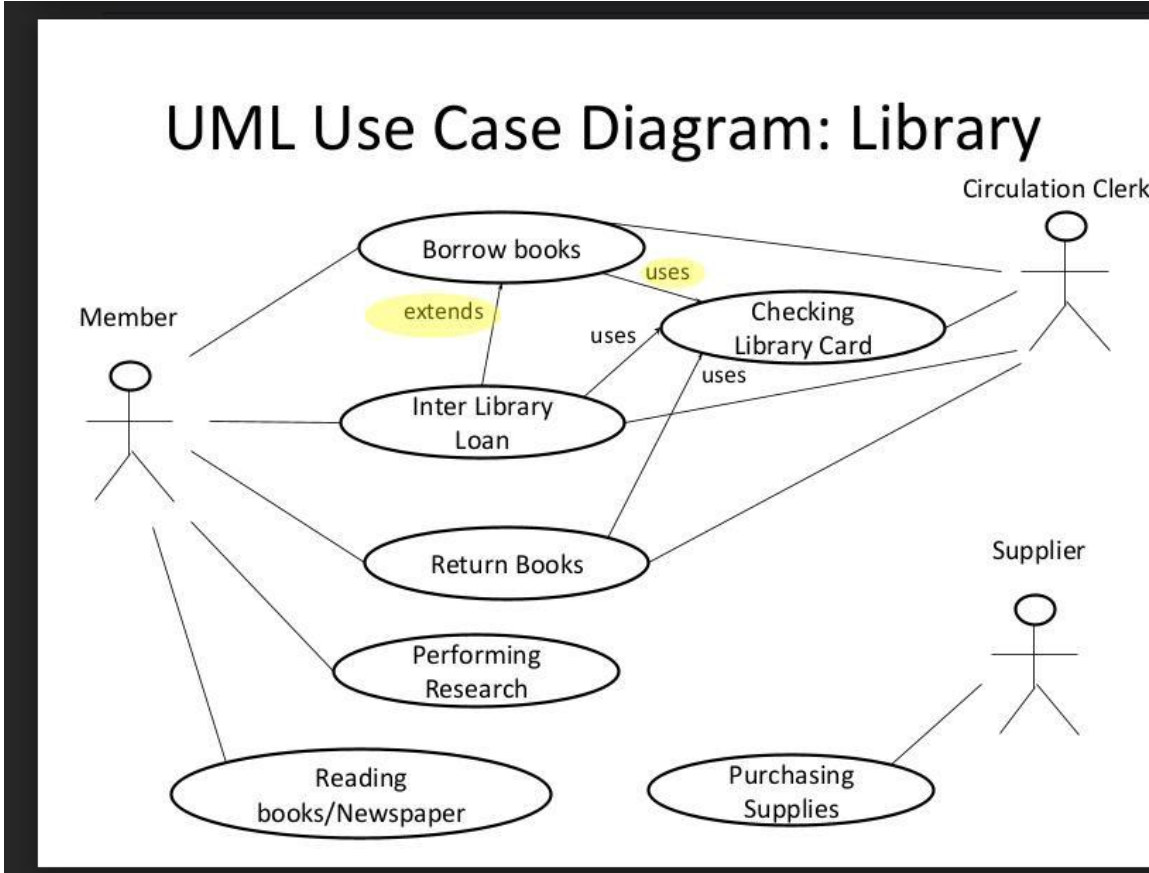 UML Use Case Diagram: Library
Circulation Clerk
Borrow books
uses
extends
Checking
Library Card
Member
uses
uses
Inter Library
Loan
Return Books
Supplier
Performing
Research
Purchasing
Supplies
Reading
books/Newspaper